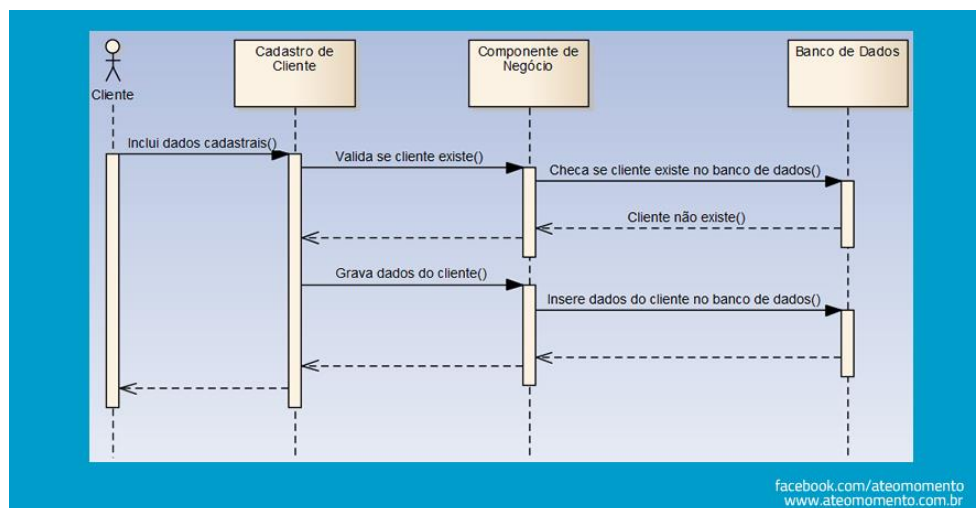 Cadastro de
Cliente
Componente de
Negócio
Banco de Dados
Cliente
Inclui dados cadastrais()
Valida se cliente existe()
Checa se cliente existe no banco de dados()
Cliente não existe()
Grava dados do cliente()
Insere dados do cliente no banco de dados()
facebook.com/ateomomento
www.ateomomento.com.br